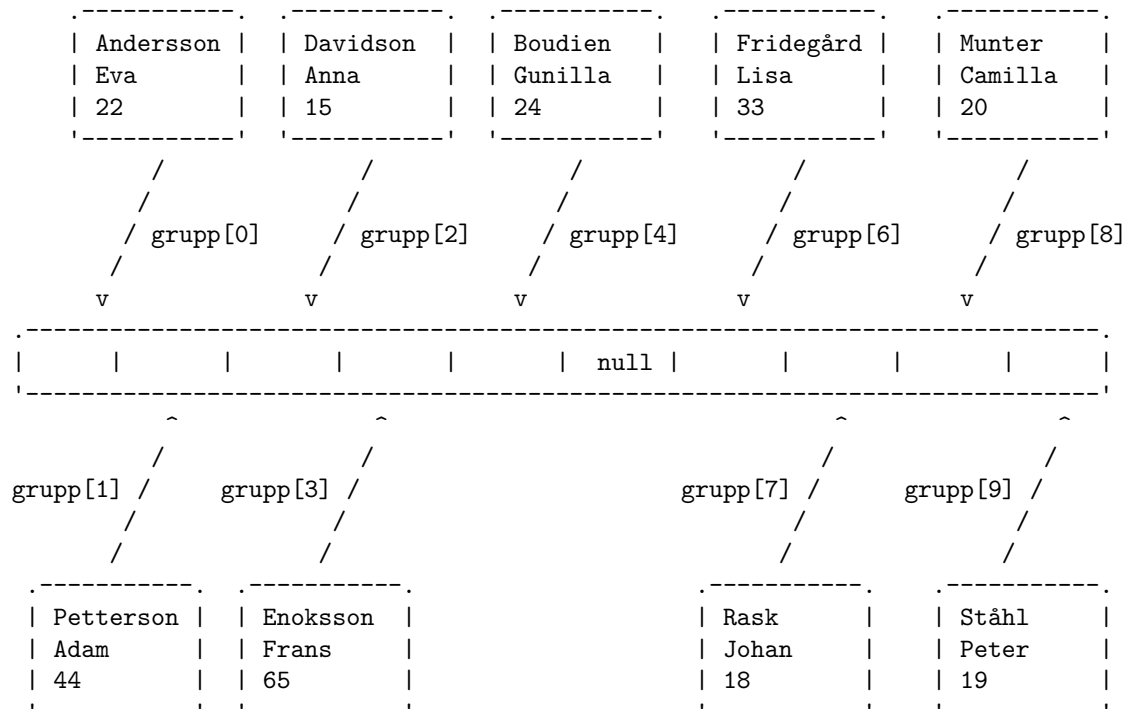 Andersson Davidson Boudien Fridegård Munter
Eva Anna Gunilla Lisa Camilla
22 15 24 33 20
grupp[0] grupp[2] grupp[4] grupp[6] grupp[8]
null
grupp[1] grupp[3] grupp[7] grupp[9]
Petterson Enoksson Rask Ståhl
Adam Frans Johan Peter
44 65 18 19